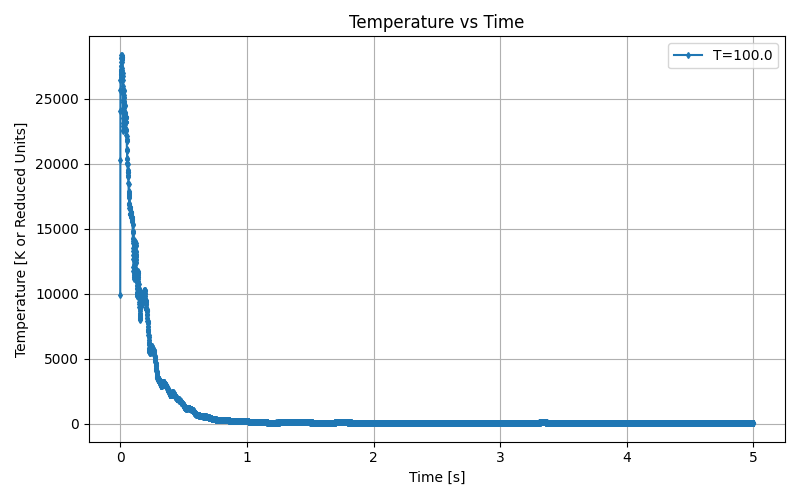 Temperature vs Time
T=100.0
Temperature [K or Reduced Units]
25000
20000
15000
10000
5000
0
0 1 2 3 4 5
Time [s]